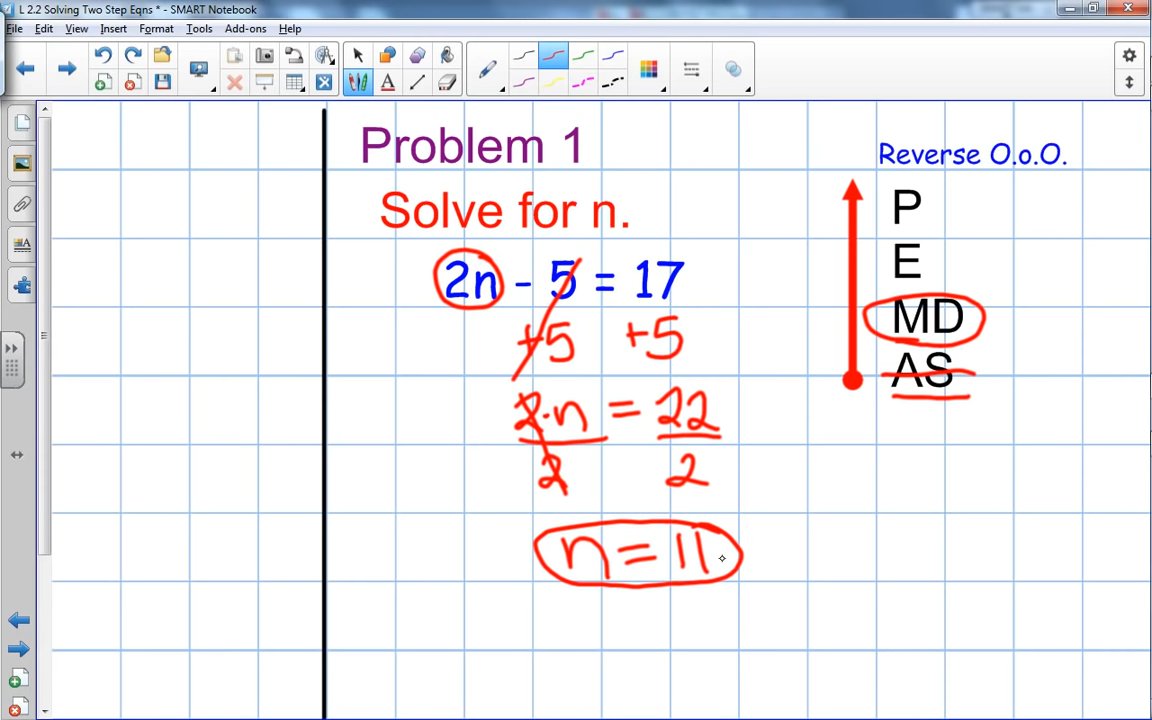 L 2.2 Solving Two Step Eqns * - SMART Notebook
File Edit View Insert Format Tools Add-ons Help
Problem 1
Reverse O.o.O.
Solve for n.
P
E
2n - 5 = 17
MD
+5 +5
AS
2·n = 22
2 2
n = 11